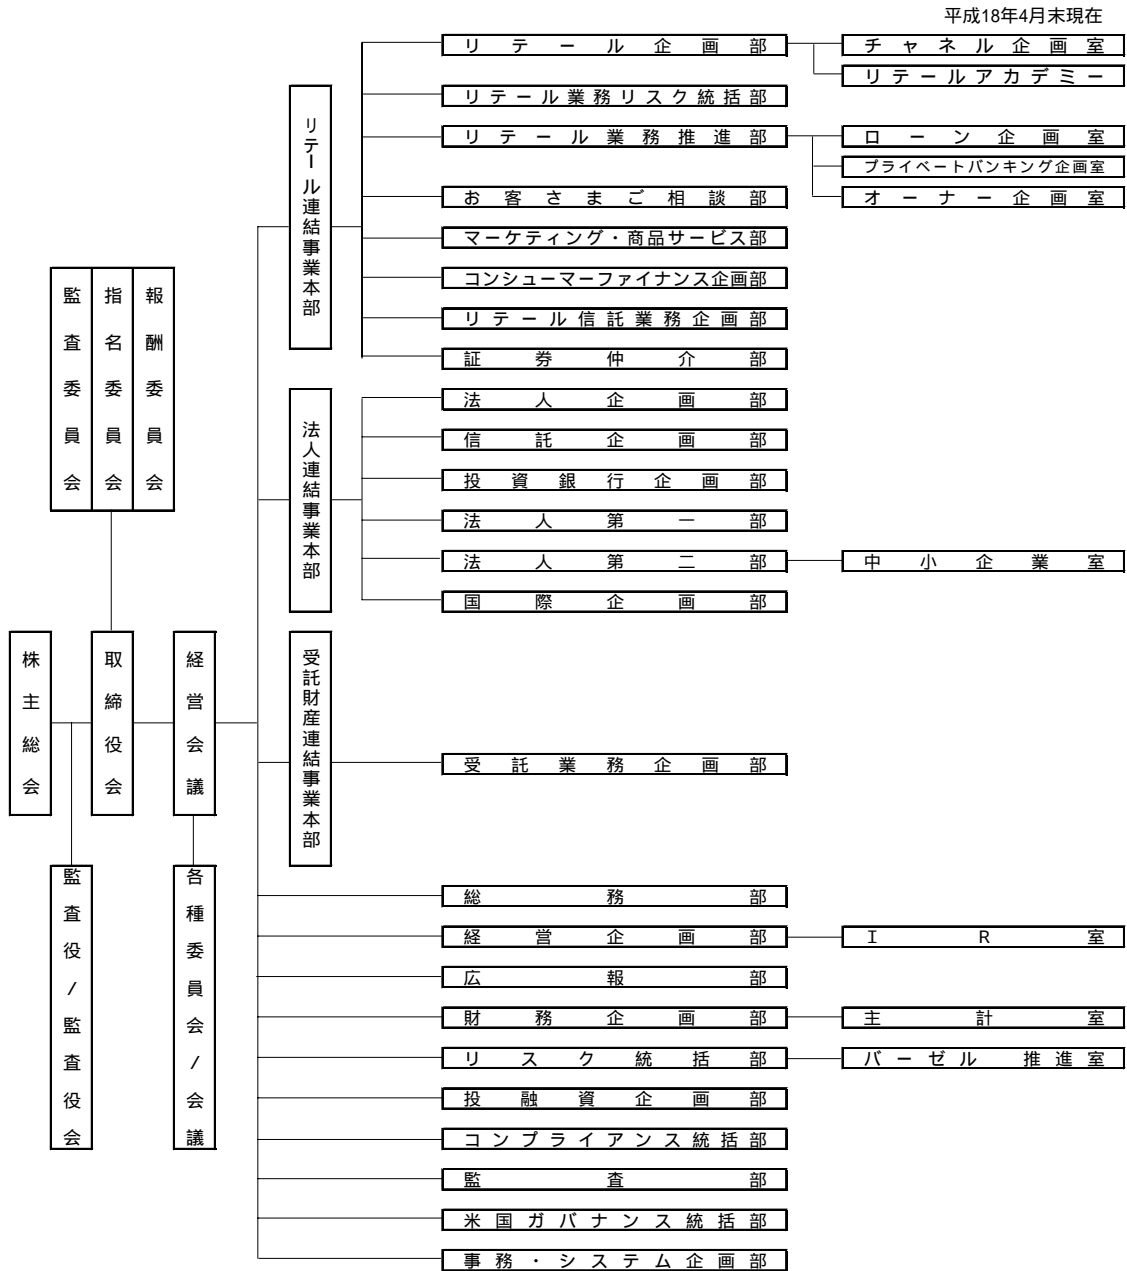 平成18年4月末現在
リテール企画部
チャネル企画室
リテールアカデミー
リテール業務リスク統括部
リテール業務推進部
ローン企画室
プライベートバンキング企画室
オーナー企画室
お客さまご相談部
マーケティング・商品サービス部
コンシューマーファイナンス企画部
リテール信託業務企画部
証券仲介部
リテール連結事業本部
監査委員会
指名委員会
報酬委員会
法人連結事業本部
法人企画部
信託企画部
投資銀行企画部
法人第一部
法人第二部
中小企業室
国際企画部
株主総会
取締役会
経営会議
受託財産連結事業本部
受託業務企画部
監査役/監査役会
各種委員会/会議
総務部
経営企画部
IR室
広報部
財務企画部
主計室
リスク統括部
バーゼル 推進室
投融資企画部
コンプライアンス統括部
監査部
米国ガバナンス統括部
事務・システム企画部